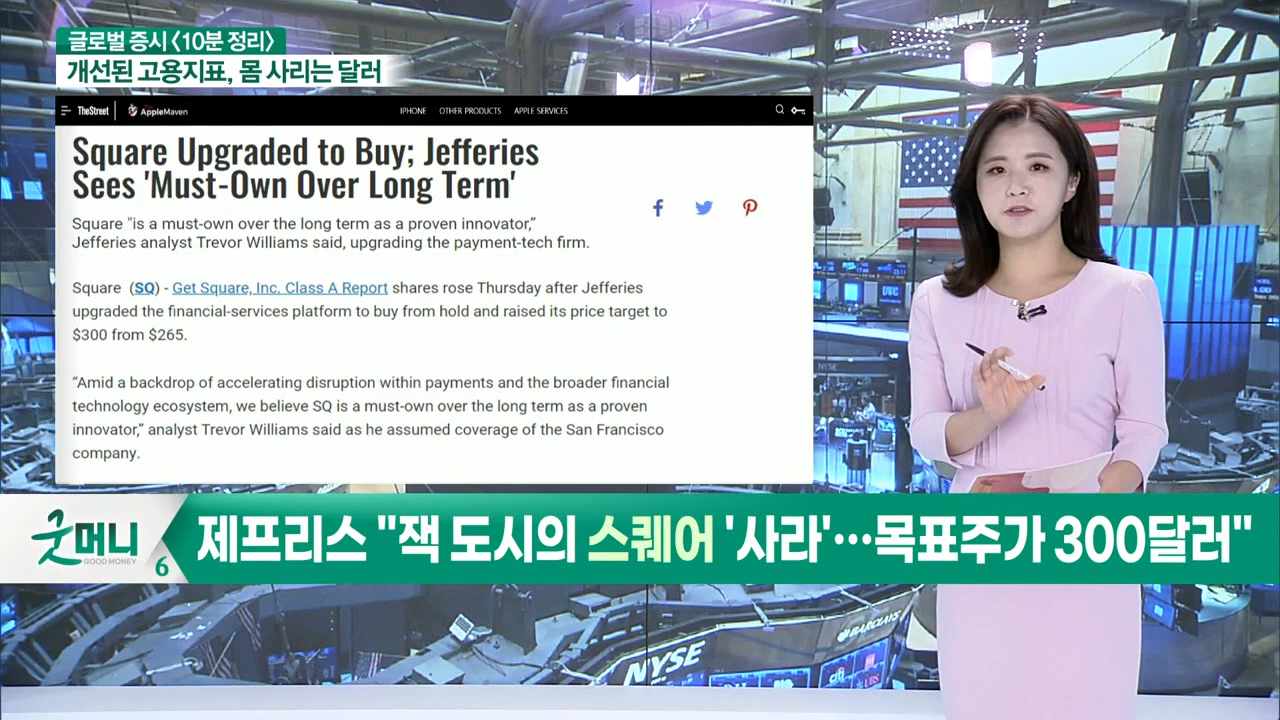 글로벌 증시 <10분 정리>
개선된 고용지표, 몸 사리는 달러
TheStreet AppleMaven IPHONE OTHER PRODUCTS APPLE SERVICES
Square Upgraded to Buy; Jefferies
Sees 'Must-Own Over Long Term'
Square "is a must-own over the long term as a proven innovator,"
Jefferies analyst Trevor Williams said, upgrading the payment-tech firm.
Square (SQ) - Get Square, Inc. Class A Report shares rose Thursday after Jefferies
upgraded the financial-services platform to buy from hold and raised its price target to
$300 from $265.
“Amid a backdrop of accelerating disruption within payments and the broader financial
technology ecosystem, we believe SQ is a must-own over the long term as a proven
innovator,” analyst Trevor Williams said as he assumed coverage of the San Francisco
company.
NYSE
굿머니
GOOD MONEY
6
제프리스 "잭 도시의 스퀘어 '사라'…목표주가 300달러"
BARCLAYS
NYSE
citi
UBS